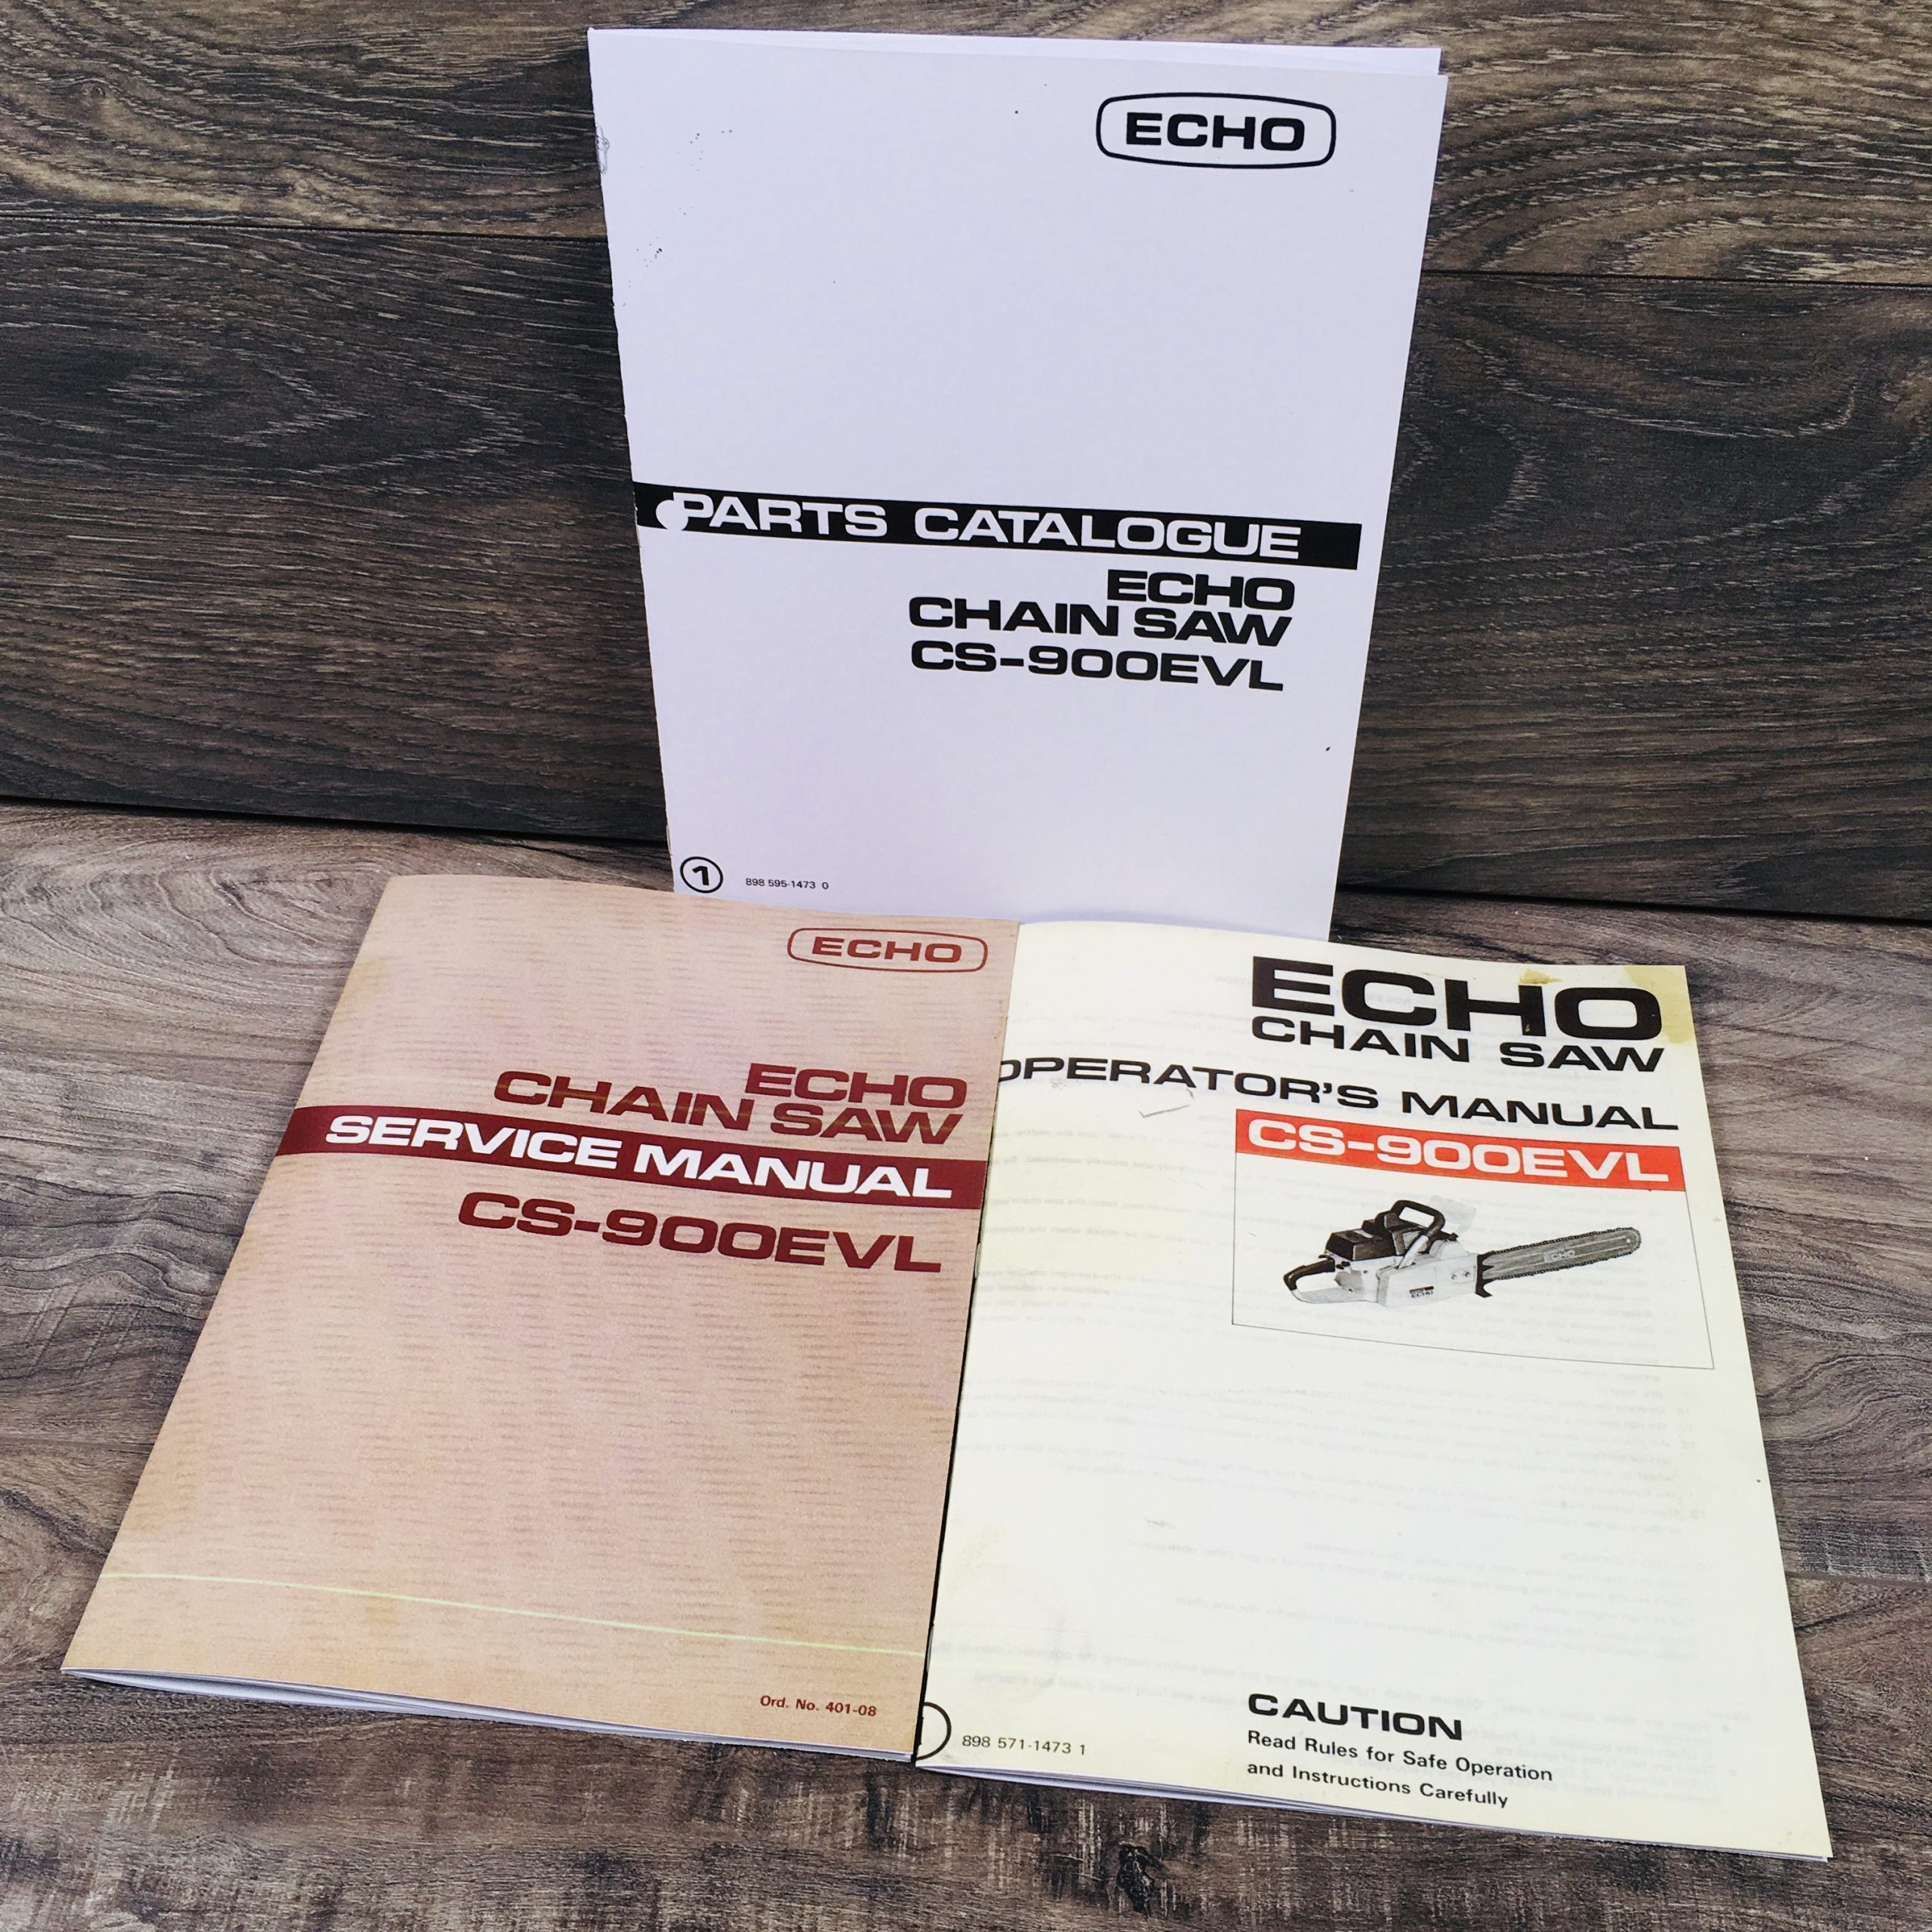 ECHO
PARTS CATALOGUE
ECHO
CHAIN SAW
CS-900EVL
1
898 595-1473 0
ECHO
ECHO
CHAIN SAW
SERVICE MANUAL
CS-900EVL
Ord. No. 401-08
ECHO
CHAIN SAW
OPERATOR'S MANUAL
CS-900EVL
ECHO
ECHO
898 571-1473 1
CAUTION
Read Rules for Safe Operation
and Instructions Carefully